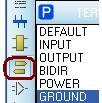 P TER
DEFAULT
INPUT
OUTPUT
BIDIR
POWER
GROUND